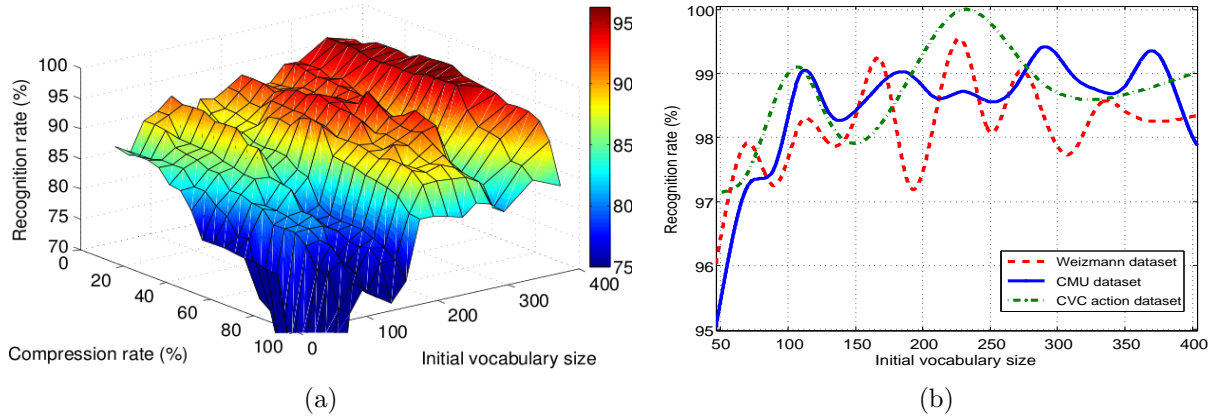 100
95
90
85
80
75
70
Recognition rate (%)
0
20
40
60
80
100
Compression rate (%)
0
100
200
300
400
Initial vocabulary size
95
90
85
80
75
(a)
100
99
98
97
96
95
Recognition rate (%)
50 100 150 200 250 300 350 400
Initial vocabulary size
Weizmann dataset
CMU dataset
CVC action dataset
(b)